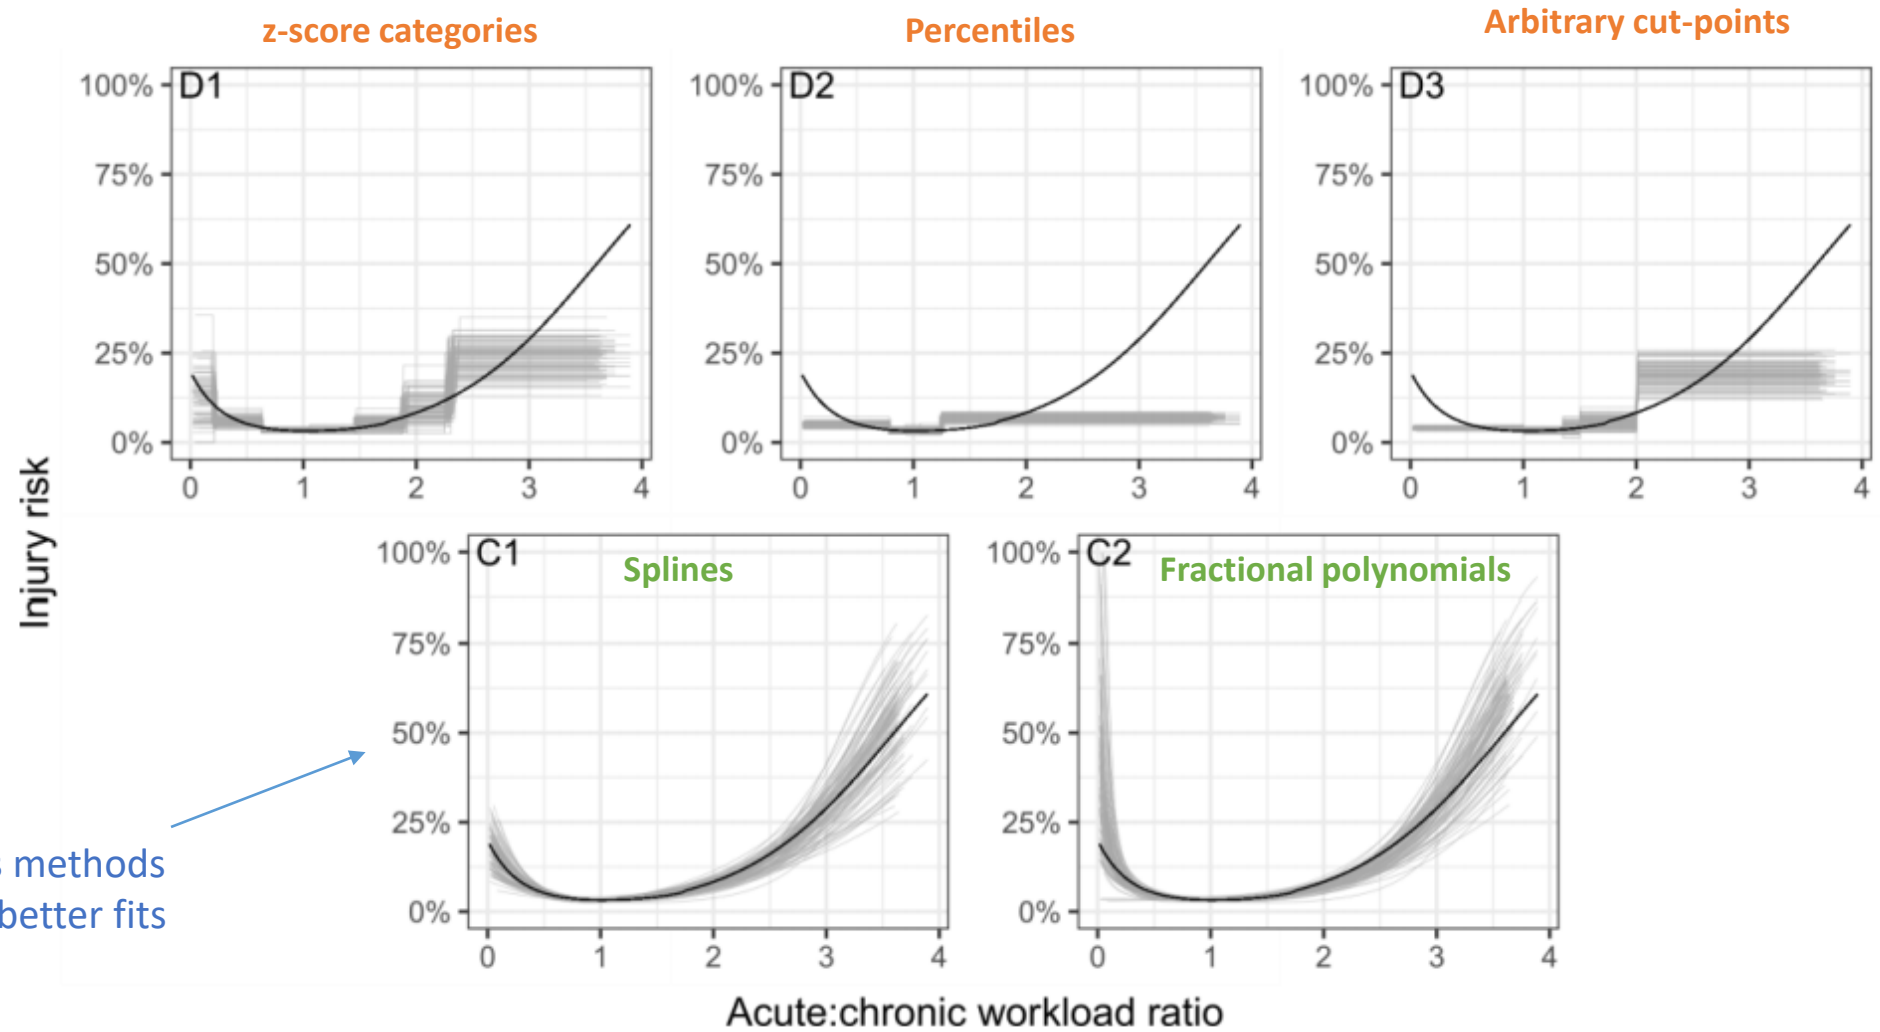 z-score categories
Percentiles
Arbitrary cut-points
D1
100%
75%
50%
25%
0%
0 1 2 3 4
D2
100%
75%
50%
25%
0%
0 1 2 3 4
D3
100%
75%
50%
25%
0%
0 1 2 3 4
Injury risk
C1
Splines
100%
75%
50%
25%
0%
0 1 2 3 4
C2
Fractional polynomials
100%
75%
50%
25%
0%
0 1 2 3 4
methods
better fits
Acute:chronic workload ratio